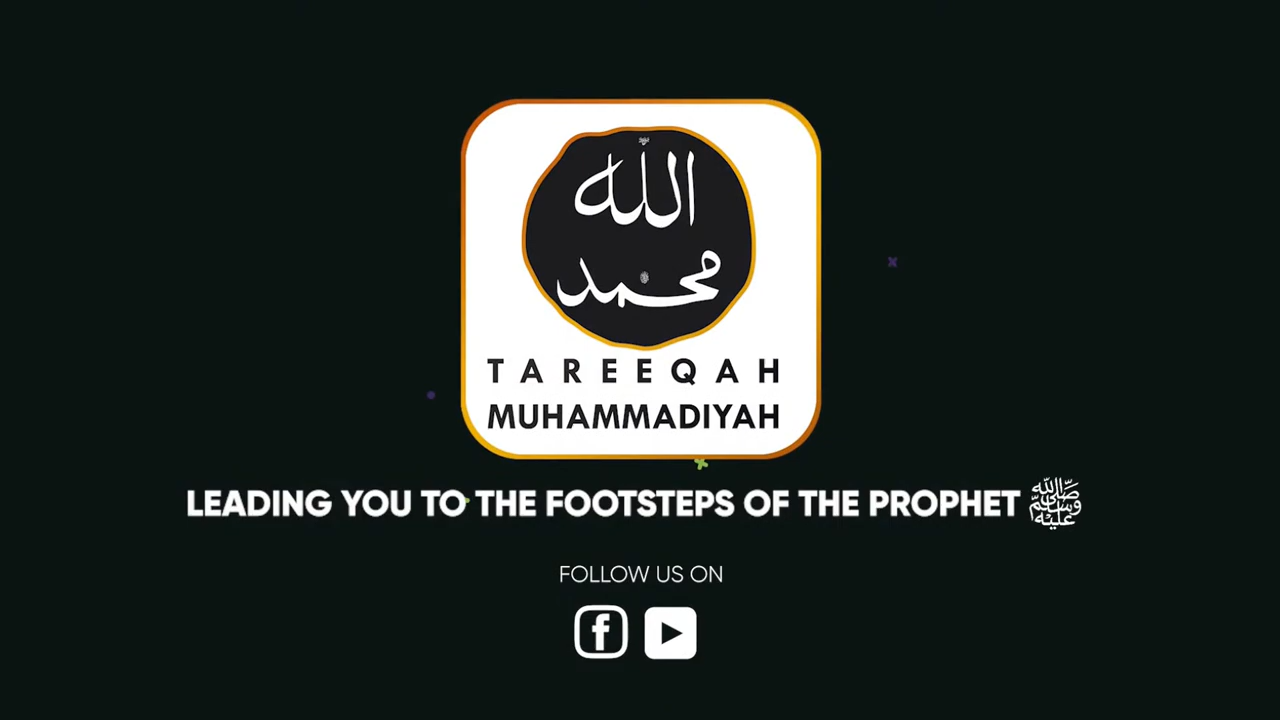 الله
محمد
TAREEQAH
MUHAMMADIYAH
LEADING YOU TO THE FOOTSTEPS OF THE PROPHET ﷺ
FOLLOW US ON